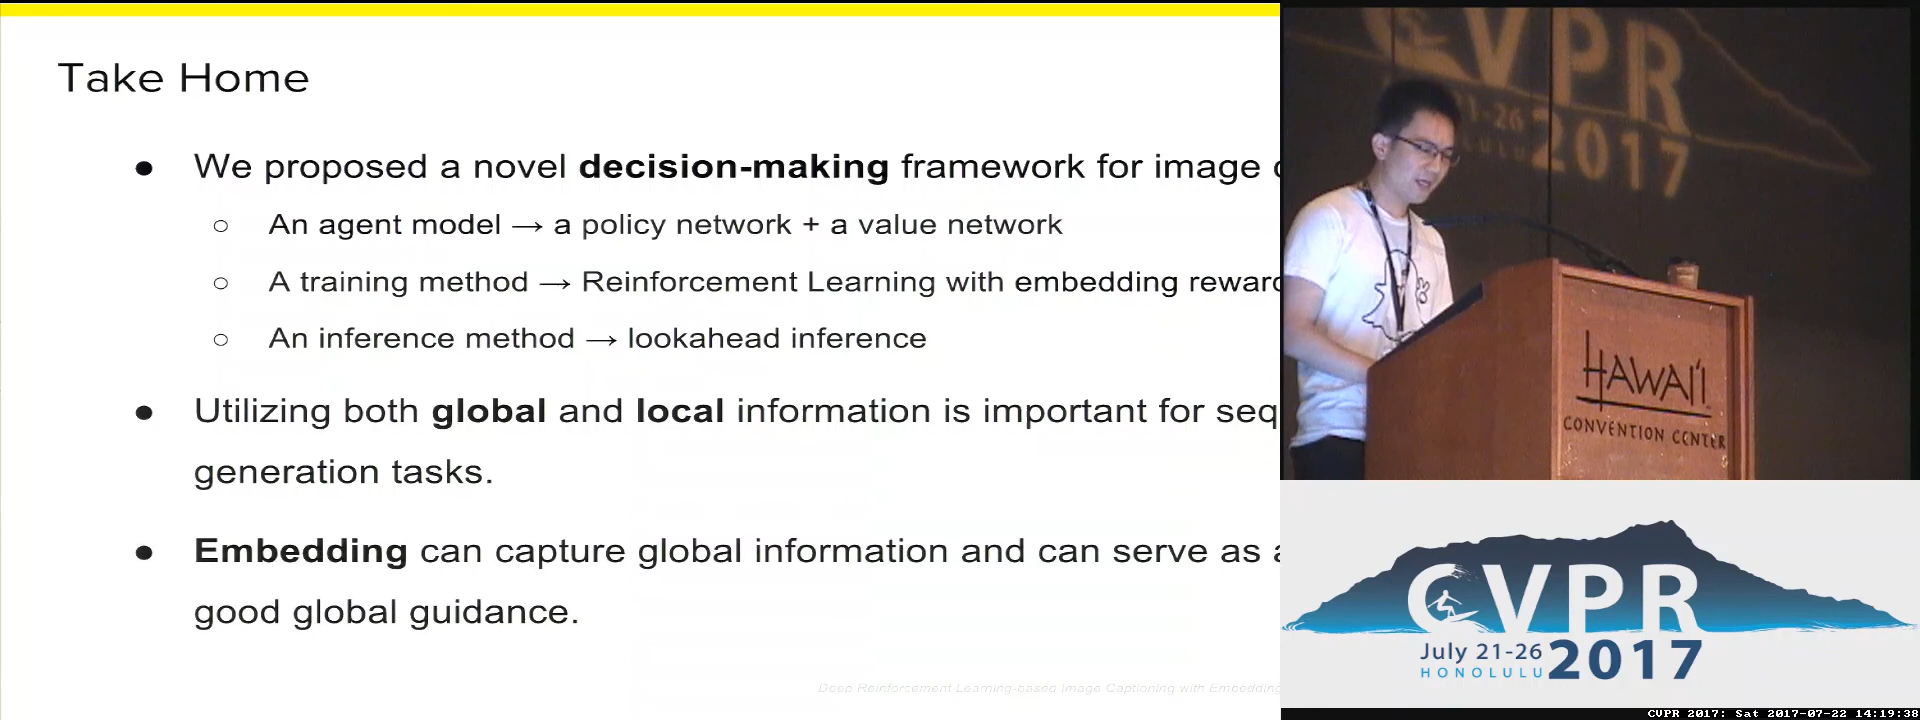 Take Home
● We proposed a novel decision-making framework for image
○ An agent model → a policy network + a value network
○ A training method → Reinforcement Learning with embedding
○ An inference method → lookahead inference
● Utilizing both global and local information is important for
generation tasks.
● Embedding can capture global information and can serve as
good global guidance.
Deep Reinforcement Learning-based Image Captioning with Embedding
CVPR
21-26
2017
HAWAI'I
CONVENTION CENTER
CVPR
July 21-26
HONOLULU
2017
CVPR 2017: Sat 2017-07-22 14:19:38